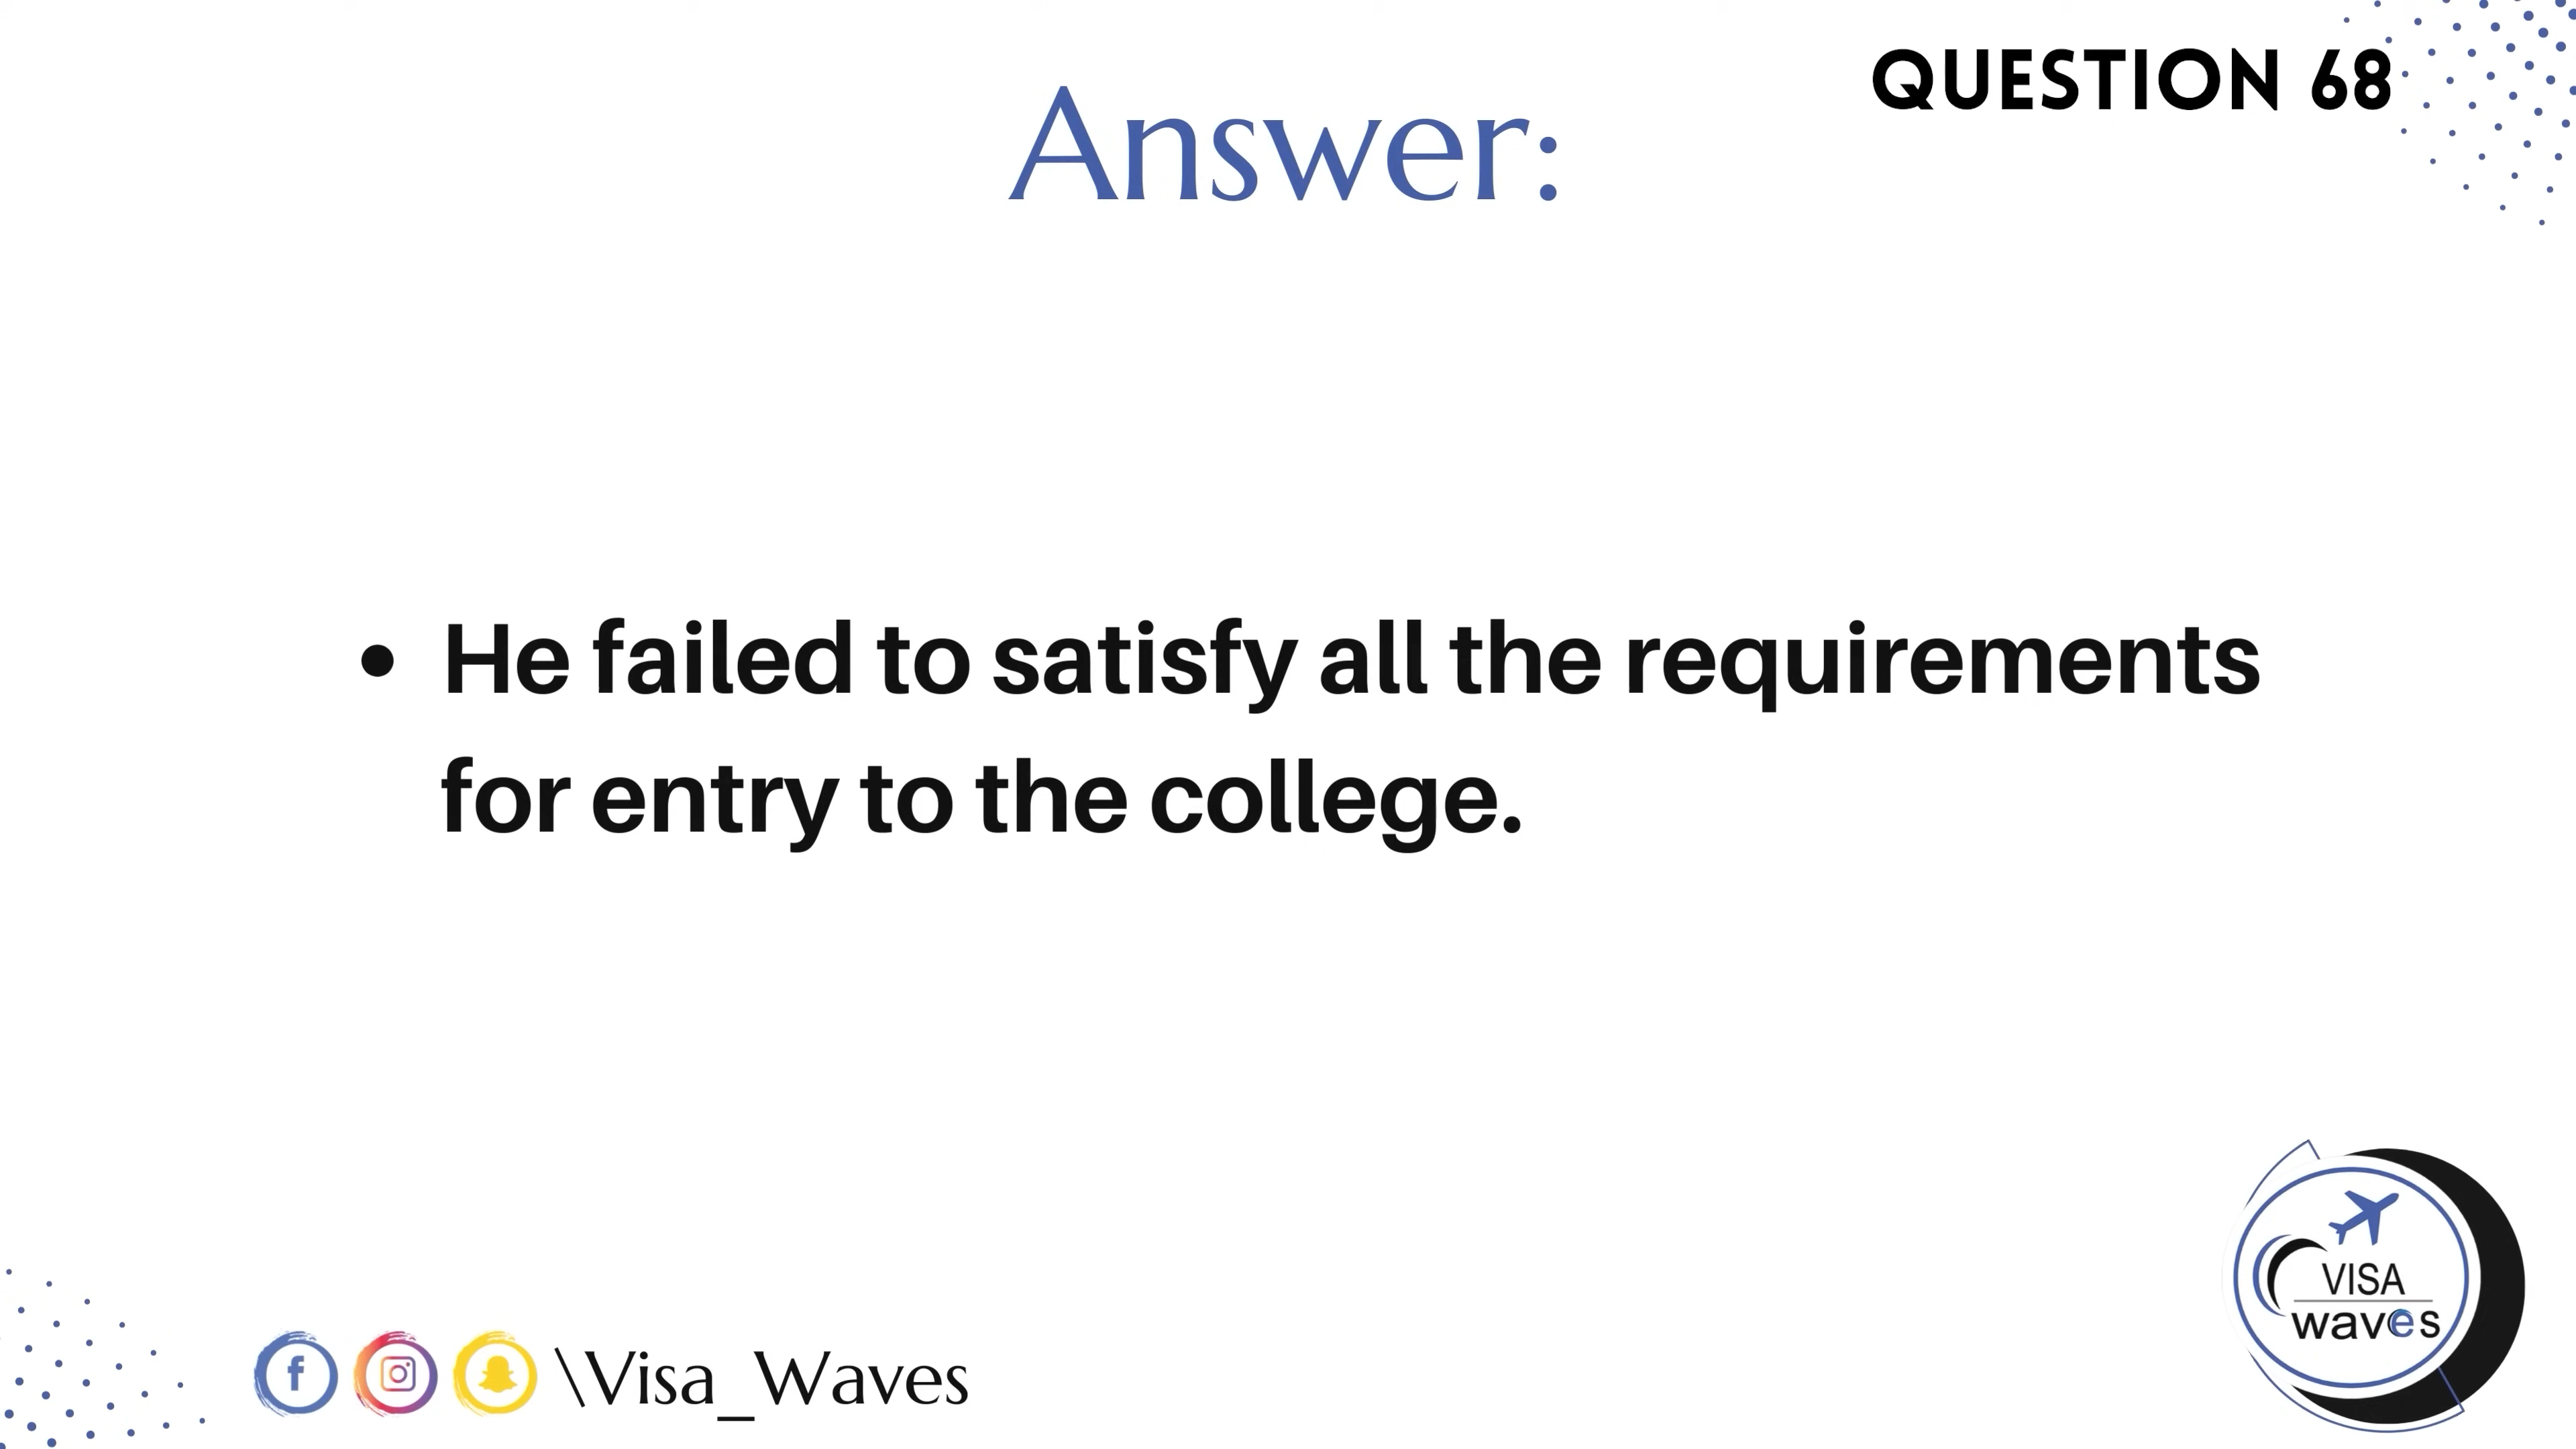 QUESTION 68
Answer:
• He failed to satisfy all the requirements
for entry to the college.
\Visa_Waves
VISA
waves